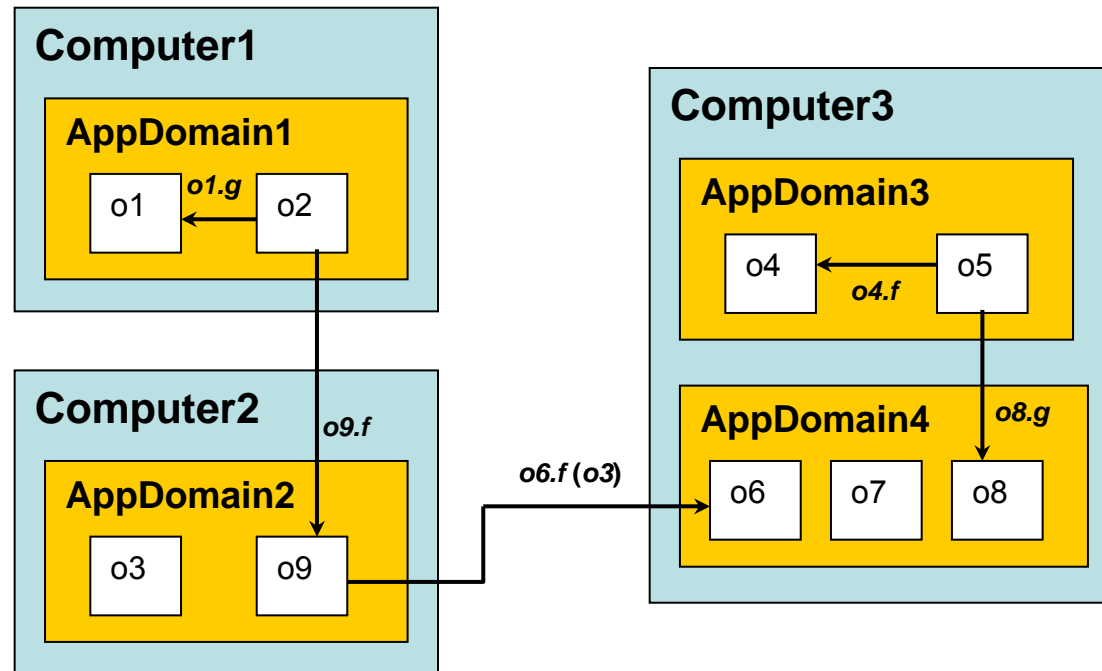 Computer1
AppDomain1
o1.g
o1
o2
Computer2
o9.f
AppDomain2
o3
o9
o6.f (o3)
Computer3
AppDomain3
o4
o5
o4.f
AppDomain4
o8.g
o6
o7
o8